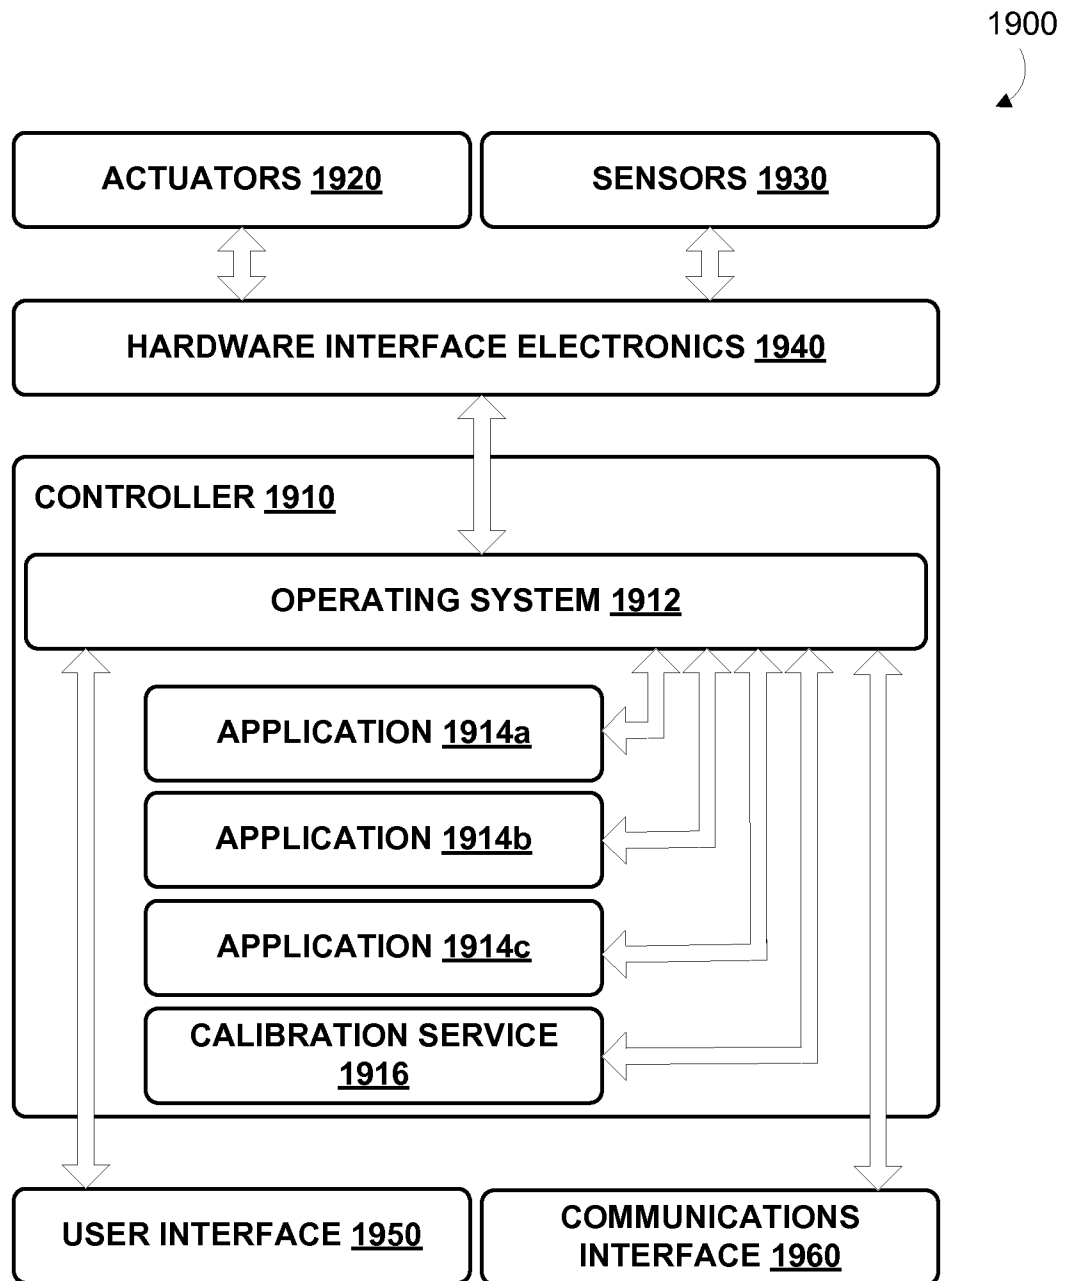 1900
ACTUATORS 1920
SENSORS 1930
HARDWARE INTERFACE ELECTRONICS 1940
CONTROLLER 1910
OPERATING SYSTEM 1912
APPLICATION 1914a
APPLICATION 1914b
APPLICATION 1914c
CALIBRATION SERVICE
1916
USER INTERFACE 1950
COMMUNICATIONS
INTERFACE 1960